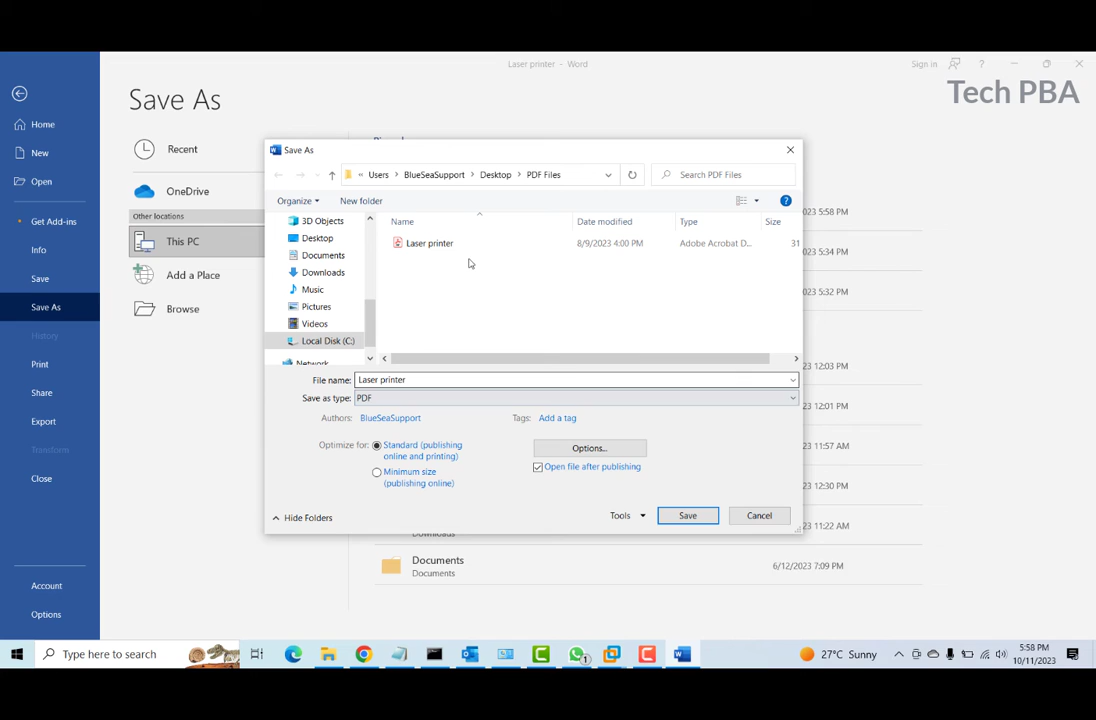 Laser printer - Word
Sign in
?
Tech PBA
Save As
Home
New
Open
Get Add-ins
Info
Save
Save As
History
Print
Share
Export
Transform
Close
Account
Options
Recent
OneDrive
Other locations
This PC
Add a Place
Browse
Save As
Users > BlueSeaSupport > Desktop > PDF Files
Search PDF Files
Organize
New folder
?
3D Objects
Desktop
Documents
Downloads
Music
Pictures
Videos
Local Disk (C:)
Network
Name
Date modified
Type
Size
Laser printer
8/9/2023 4:00 PM
Adobe Acrobat D...
31
File name: Laser printer
Save as type: PDF
Authors: BlueSeaSupport
Tags: Add a tag
Optimize for:
Standard (publishing
online and printing)
Minimum size
(publishing online)
Options...
Open file after publishing
Hide Folders
Tools
Save
Cancel
23 5:58 PM
23 5:34 PM
23 5:32 PM
23 12:03 PM
23 12:01 PM
23 11:57 AM
23 12:30 PM
23 11:22 AM
Downloads
Documents
Documents
6/12/2023 7:09 PM
Type here to search
1
27°C Sunny
5:58 PM
10/11/2023